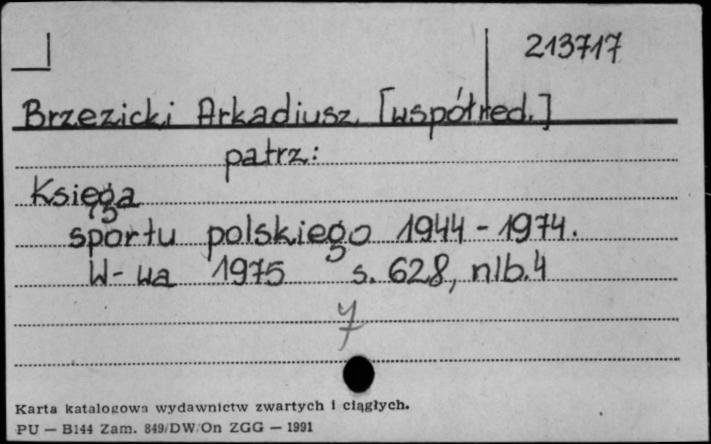 213717
Brzezicki Arkadiusz [współred.]
patrz:
Księga
sportu polskiego 1944-1974.
W-wa 1975 s. 628, nlb. 4
7
Karta katalogowa wydawnictw zwartych i ciągłych.
PU — B144 Zam. 849/DW/On ZGG — 1991